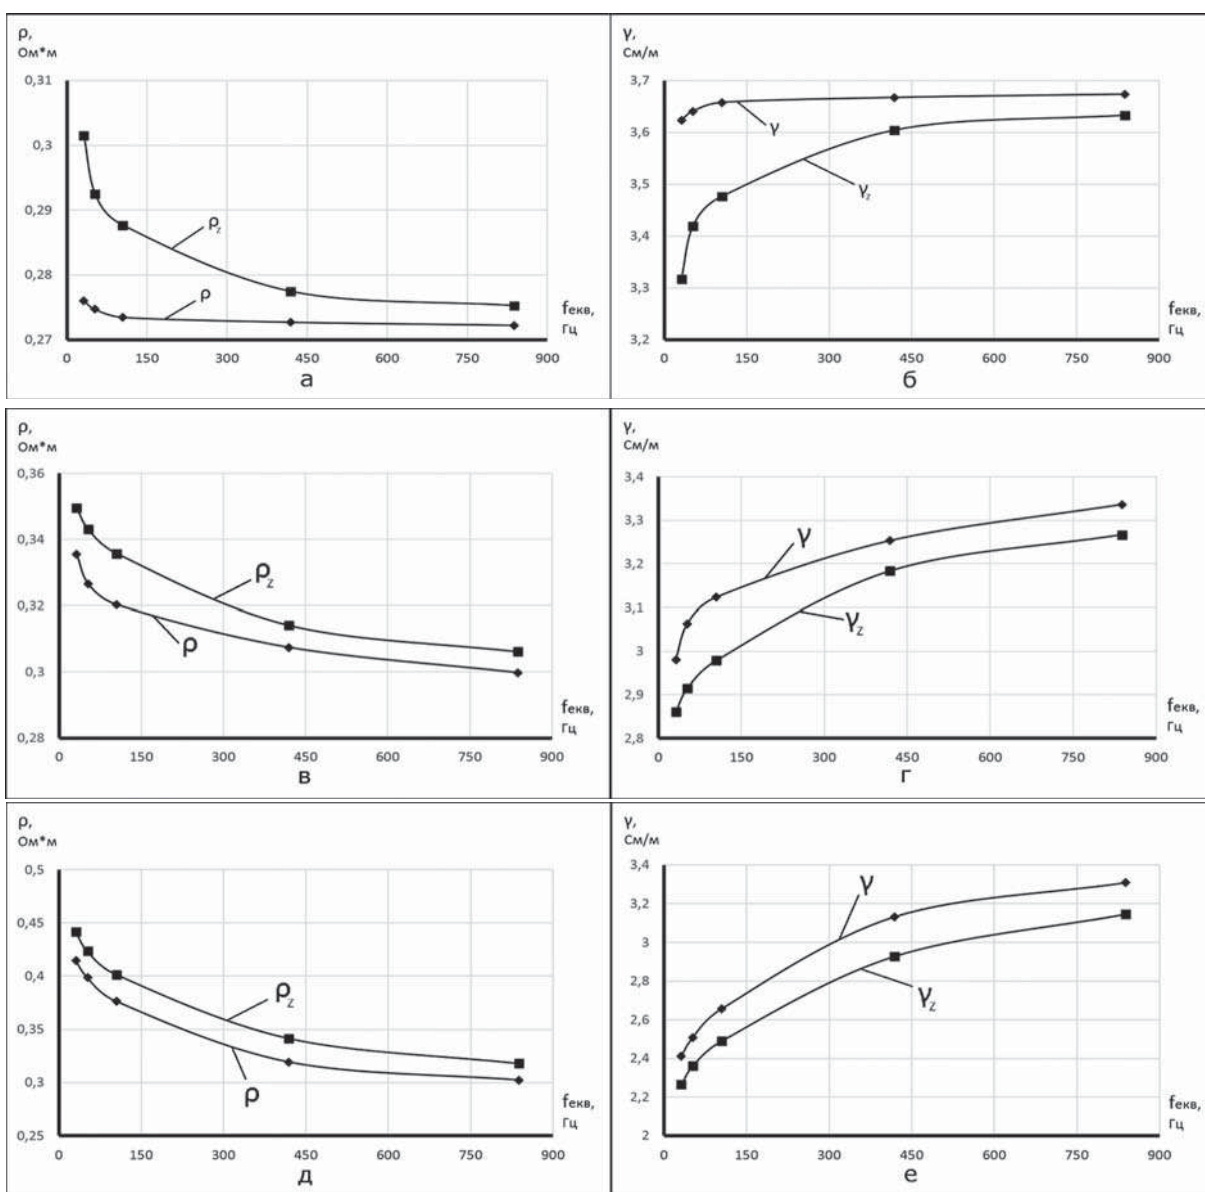 ρ,
Ом*м
0,31
0,3
0,29
0,28
0,27
ρz
ρ
fекв,
Гц
0 150 300 450 600 750 900
а
γ,
См/м
3,7
3,6
3,5
3,4
3,3
3,2
γ
γz
fекв,
Гц
0 150 300 450 600 750 900
б
ρ,
Ом*м
0,36
0,34
0,32
0,3
0,28
ρz
ρ
fекв,
Гц
0 150 300 450 600 750 900
в
γ,
См/м
3,4
3,3
3,2
3,1
3
2,9
2,8
γ
γz
fекв,
Гц
0 150 300 450 600 750 900
г
ρ,
Ом*м
0,5
0,45
0,4
0,35
0,3
0,25
ρz
ρ
fекв,
Гц
0 150 300 450 600 750 900
д
γ,
См/м
3,4
3,2
3
2,8
2,6
2,4
2,2
2
γ
γz
fекв,
Гц
0 150 300 450 600 750 900
е